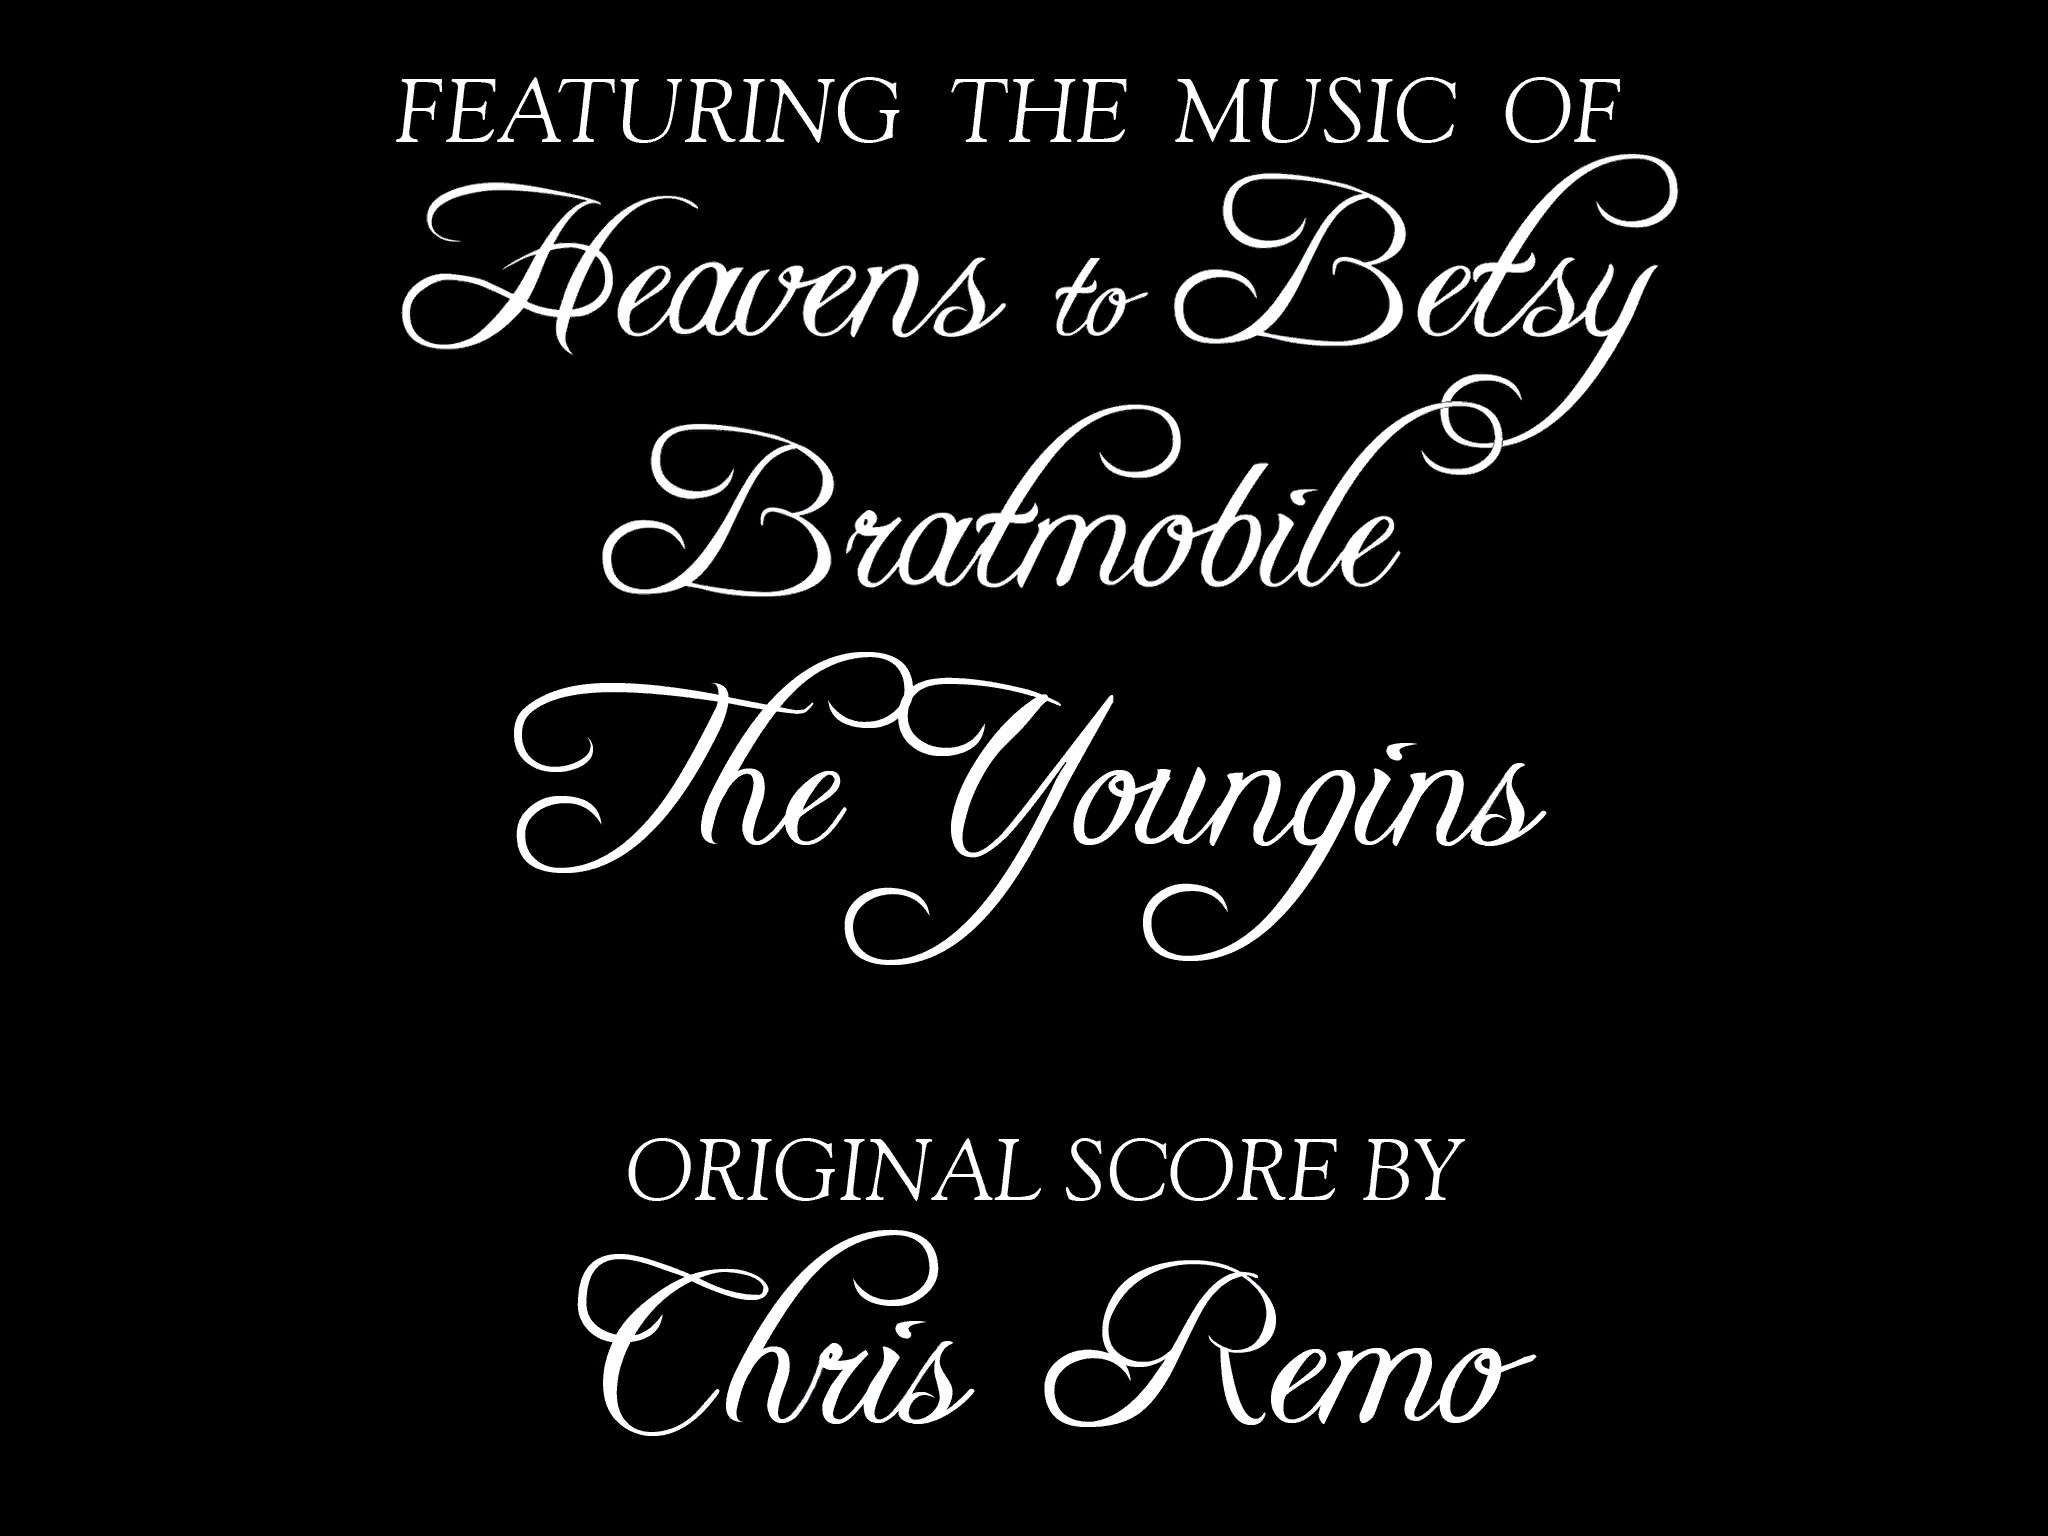 FEATURING THE MUSIC OF
Heavens to Betsy
Bratmobile
The Youngins
ORIGINAL SCORE BY
Chris Remo